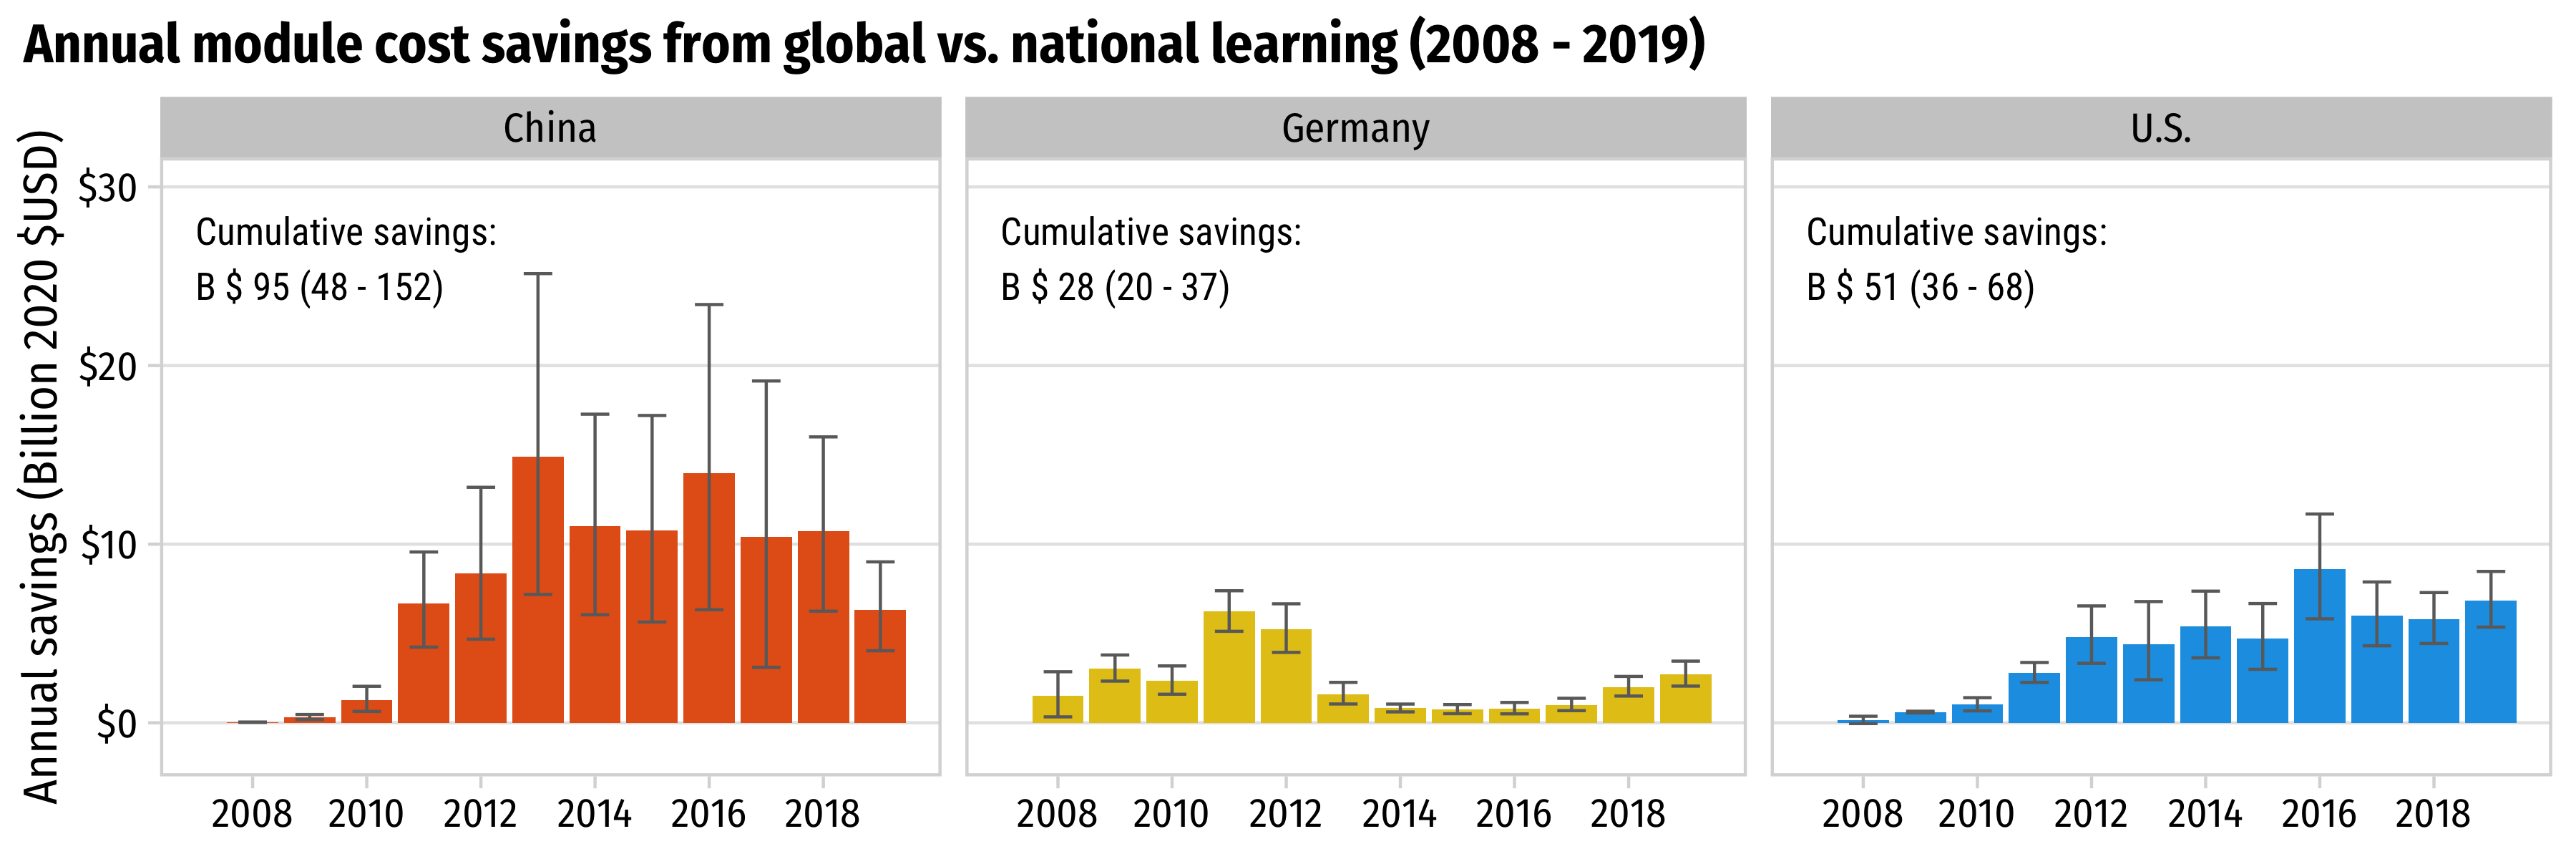 Annual module cost savings from global vs. national learning (2008 - 2019)
Annual savings (Billion 2020 $USD)
China
Germany
U.S.
$30
$20
$10
$0
Cumulative savings:
B $ 95 (48 - 152)
Cumulative savings:
B $ 28 (20 - 37)
Cumulative savings:
B $ 51 (36 - 68)
2008 2010 2012 2014 2016 2018
2008 2010 2012 2014 2016 2018
2008 2010 2012 2014 2016 2018